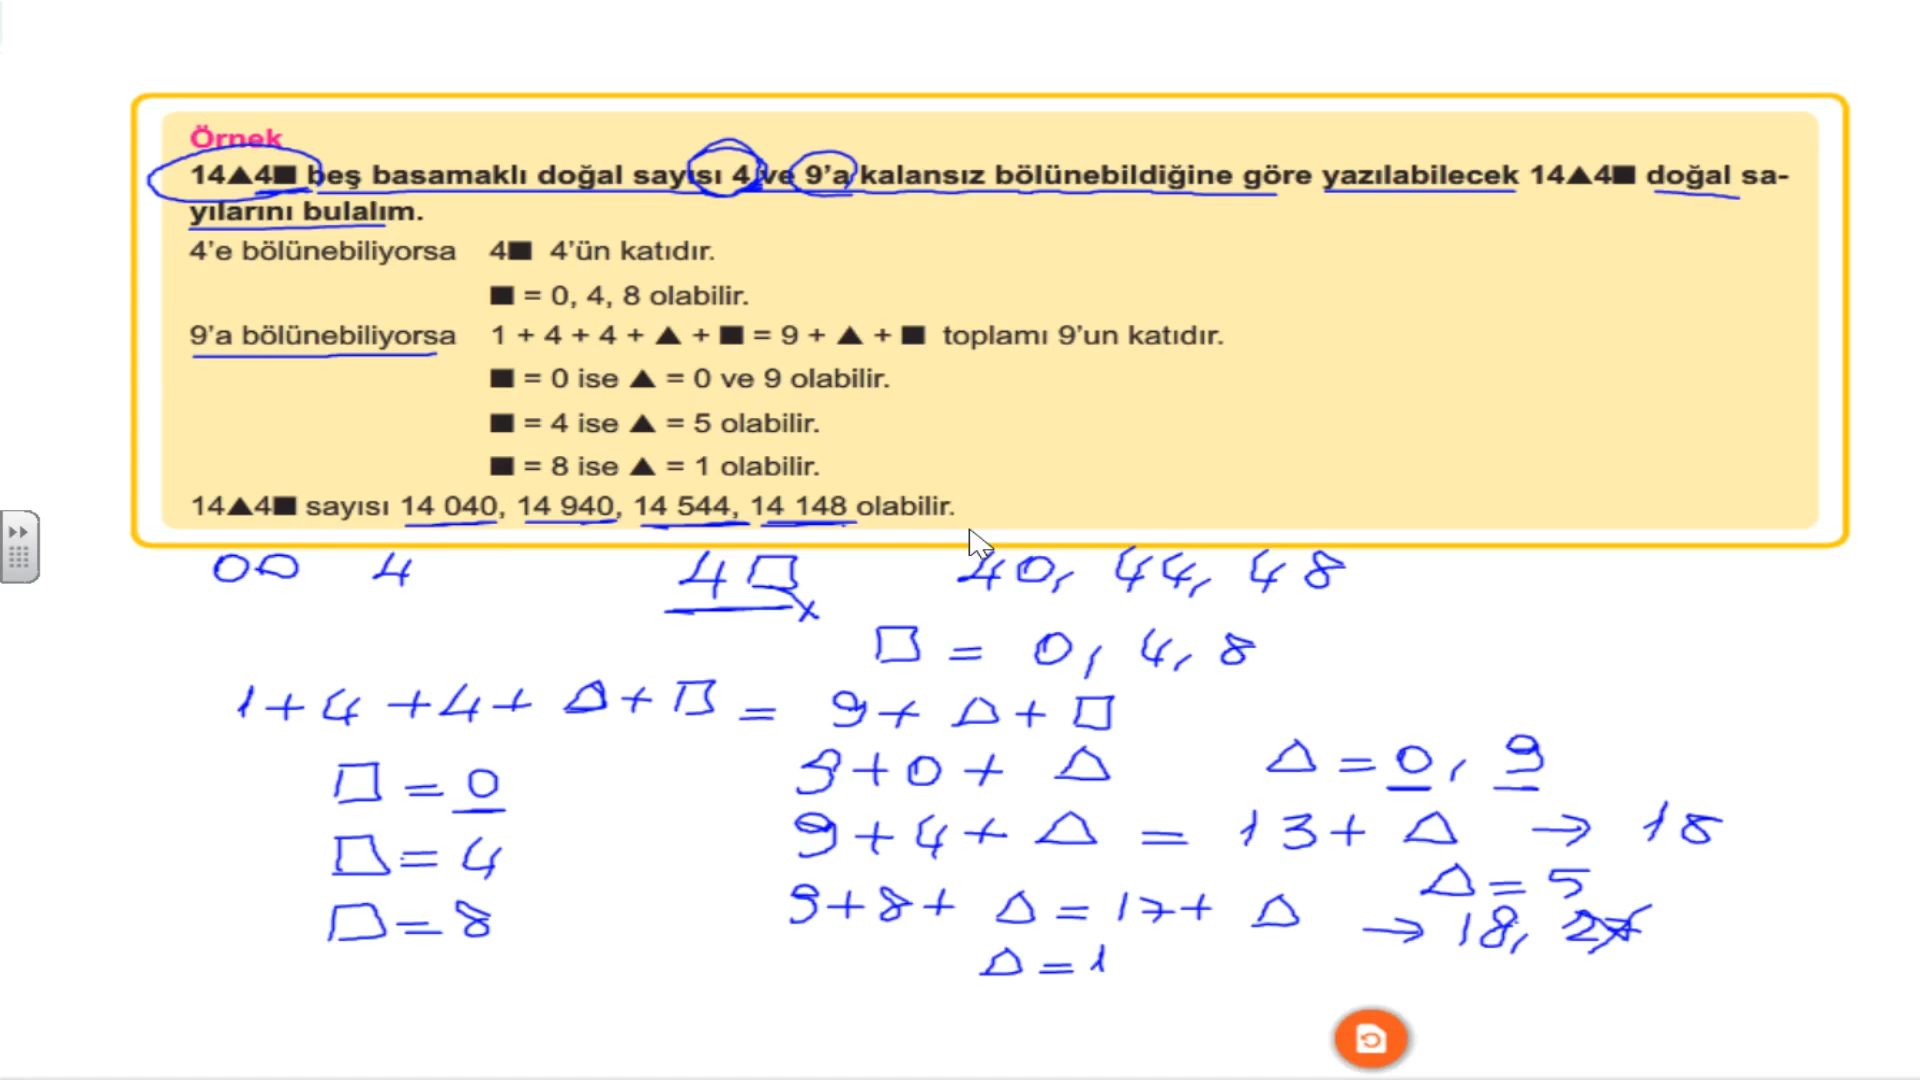 Örnek
14▲4■ beş basamaklı doğal sayısı 4 ve 9’a kalansız bölünebildiğine göre yazılabilecek 14▲4■ doğal sa-
yılarını bulalım.
4’e bölünebiliyorsa 4■ 4’ün katıdır.
■ = 0, 4, 8 olabilir.
9’a bölünebiliyorsa 1 + 4 + 4 + ▲ + ■ = 9 + ▲ + ■ toplamı 9’un katıdır.
■ = 0 ise ▲ = 0 ve 9 olabilir.
■ = 4 ise ▲ = 5 olabilir.
■ = 8 ise ▲ = 1 olabilir.
14▲4■ sayısı 14 040, 14 940, 14 544, 14 148 olabilir.
00 4 4□ 40, 44, 48
□ = 0, 4, 8
1+4+4+△+□ = 9+△+□
□ = 0 9+0+△ △=0, 9
□=4 9+4+△ = 13+△ → 18
△=5
□=8 9+8+△=17+△ → 18, 27
△=1